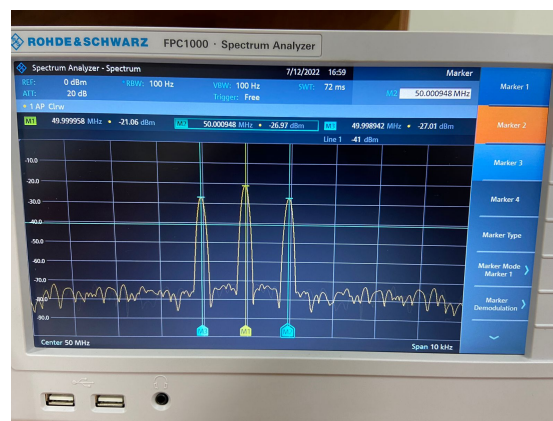 ROHDE&SCHWARZ FPC1000 · Spectrum Analyzer
Spectrum Analyzer - Spectrum 7/12/2022 16:59 Marker
REF: 0 dBm RBW: 100 Hz VBW: 100 Hz SWT: 72 ms M2 50.000948 MHz
ATT: 20 dB Trigger: Free
1 AP Clrw
M1 49.999958 MHz • -21.06 dBm M2 50.000948 MHz • -26.97 dBm M3 49.998942 MHz • -27.01 dBm
Line 1 -41 dBm
-10.0
-20.0
-30.0
-40.0
-50.0
-60.0
-70.0
-80.0
-90.0
M1
Center 50 MHz Span 10 kHz
Marker 1
Marker 2
Marker 3
Marker 4
Marker Type
Marker Mode
Marker 1
Marker
Demodulation